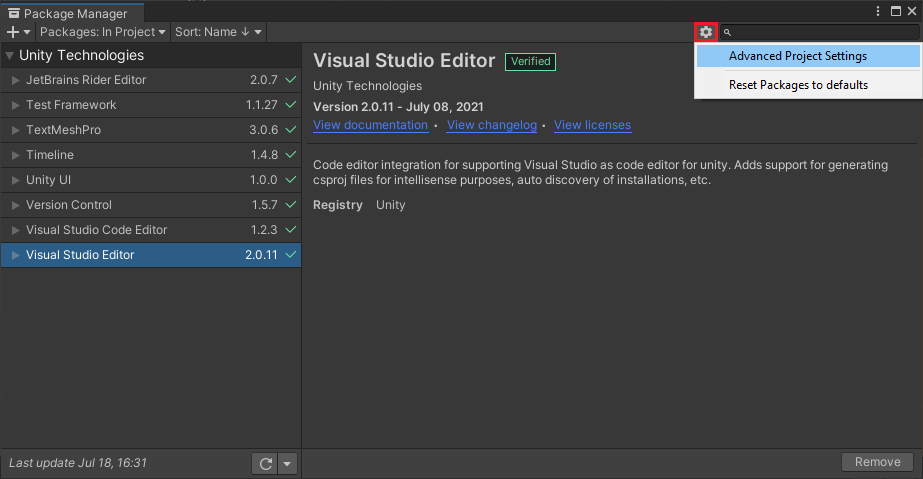 Package Manager
Packages: In Project Sort: Name ↓
Advanced Project Settings
Reset Packages to defaults
Unity Technologies
JetBrains Rider Editor 2.0.7
Test Framework 1.1.27
TextMeshPro 3.0.6
Timeline 1.4.8
Unity UI 1.0.0
Version Control 1.5.7
Visual Studio Code Editor 1.2.3
Visual Studio Editor 2.0.11
Last update Jul 18, 16:31
Visual Studio Editor Verified
Unity Technologies
Version 2.0.11 - July 08, 2021
View documentation • View changelog • View licenses
Code editor integration for supporting Visual Studio as code editor for unity. Adds support for generating
csproj files for intellisense purposes, auto discovery of installations, etc.
Registry Unity
Remove